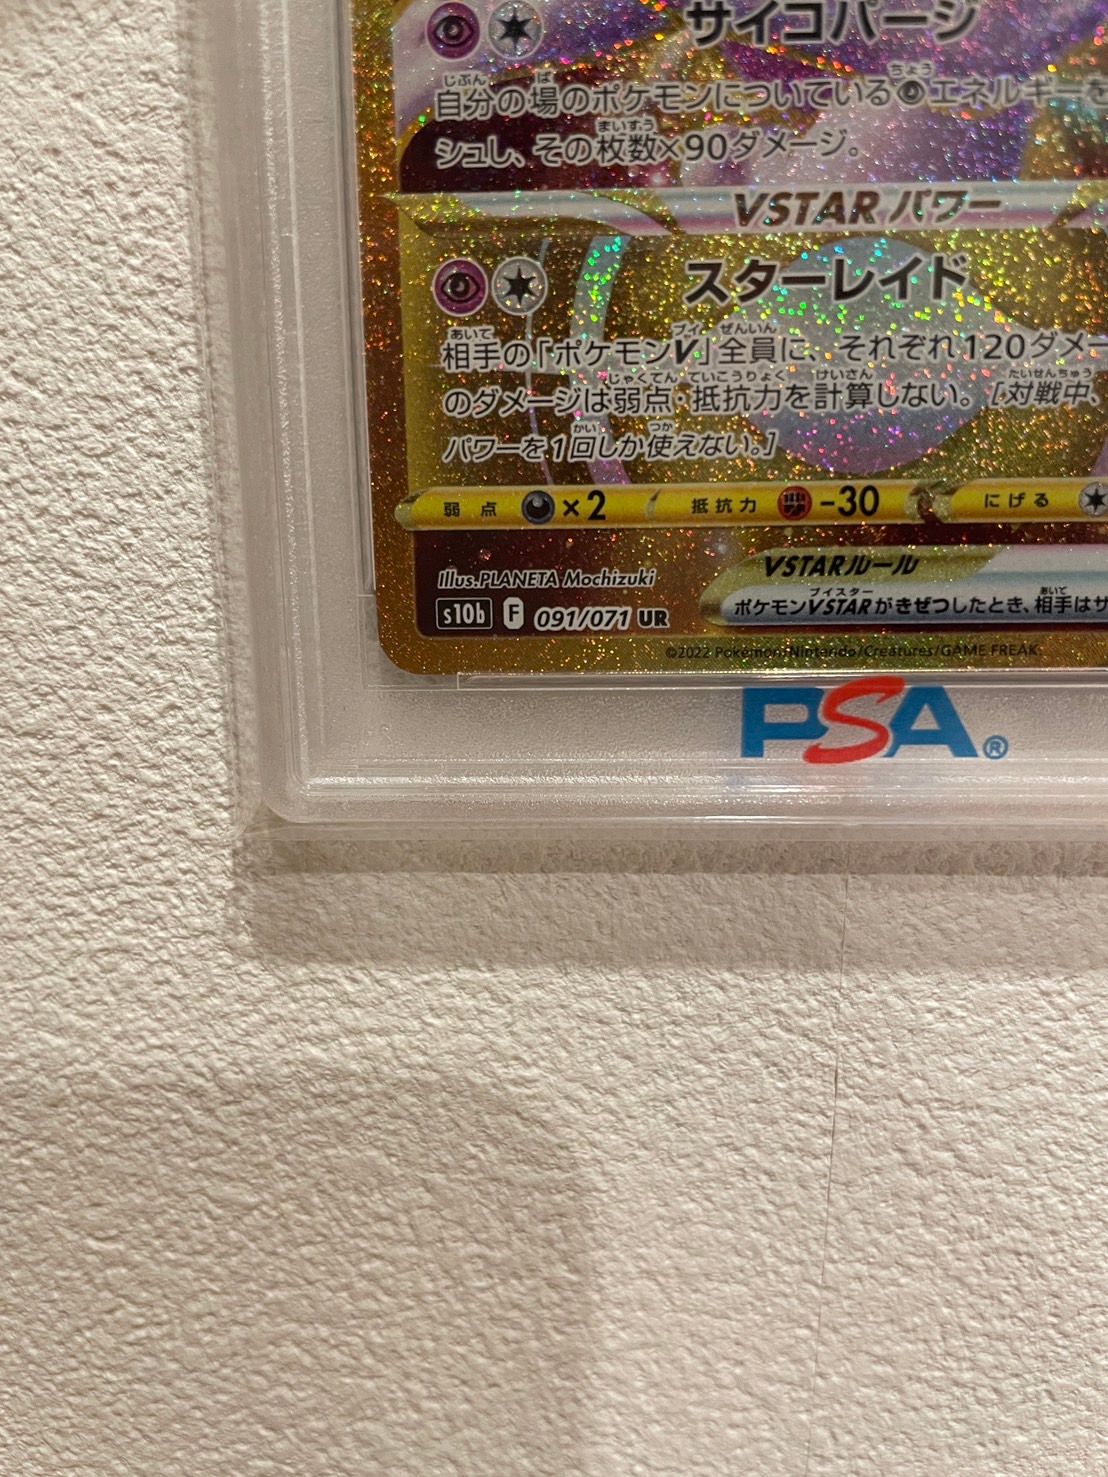 サイコパージ
じぶん ば ちょう
自分の場のポケモンについている エネルギーを
まいすう
シュし、その枚数×90ダメージ。
VSTARパワー
スターレイド
あいて ブイ ぜんいん
相手の「ポケモンV」全員に、それぞれ120ダメー
じゃくてん ていこうりょく けいさん たいせんちゅう
のダメージは弱点・抵抗力を計算しない。[対戦中、
かい つか
パワーを1回しか使えない。]
弱点 ×2 抵抗力 -30 にげる
Illus.PLANETA Mochizuki
VSTARルール
s10b F 091/071 UR
ブイスター あいて
ポケモンVSTARがきぜつしたとき、相手はサ
©2022 Pokémon/Nintendo/Creatures/GAME FREAK.
PSA®